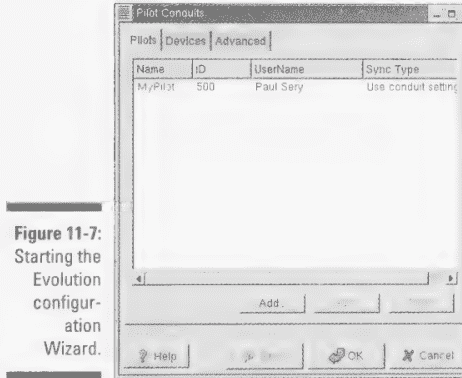 Pilot Conduits
Pilots Devices Advanced
Name ID UserName Sync Type
MyPilot 500 Paul Sery Use conduit setting
Add...
Help OK Cancel
Figure 11-7:
Starting the
Evolution
configur-
ation
Wizard.